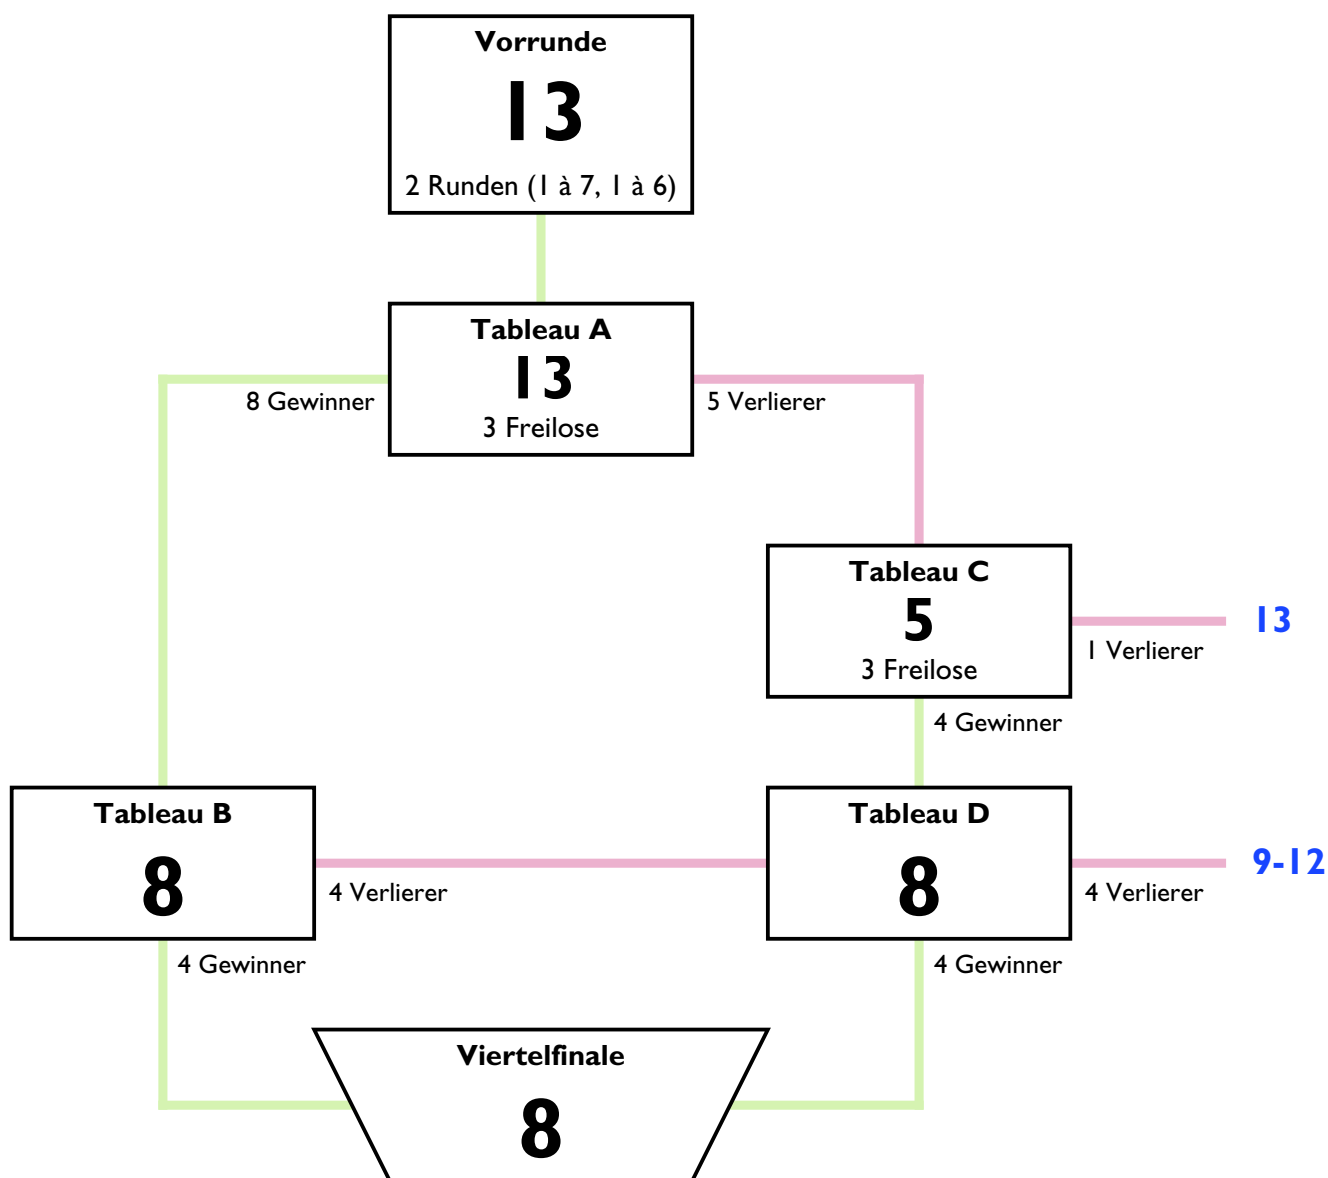 Vorrunde
13
2 Runden (1 à 7, 1 à 6)
Tableau A
13
3 Freilose
8 Gewinner
5 Verlierer
Tableau C
5
3 Freilose
13
1 Verlierer
4 Gewinner
Tableau B
8
4 Verlierer
4 Gewinner
Tableau D
8
9-12
4 Verlierer
4 Gewinner
Viertelfinale
8